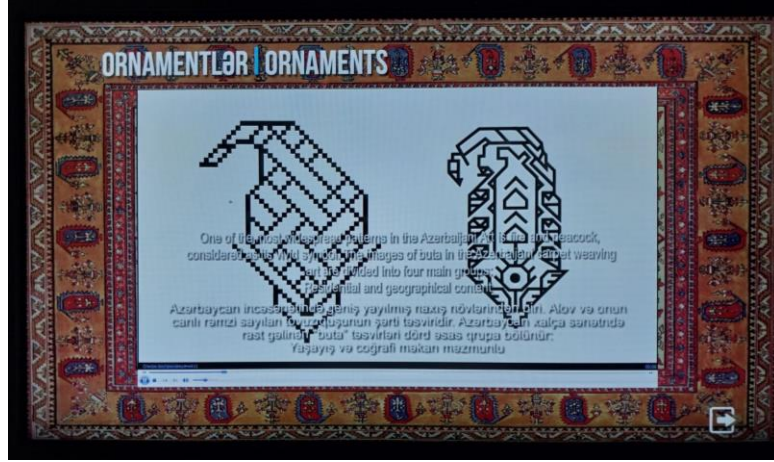 ORNAMENTLƏR | ORNAMENTS
One of the most widespread patterns in the Azerbaijani Art is fire and peacock,
considered as its vivid symbol. The images of buta in the Azerbaijani carpet weaving
art are divided into four main groups:
Residential and geographical content
Azərbaycan incəsənətində geniş yayılmış naxış növlərindən biri. Alov və onun
canlı rəmzi sayılan tovuzquşunun şərti təsviridir. Azərbaycan xalça sənətində
rast gəlinən "buta" təsvirləri dörd əsas qrupa bölünür:
Yaşayış və coğrafi məkan məzmunlu